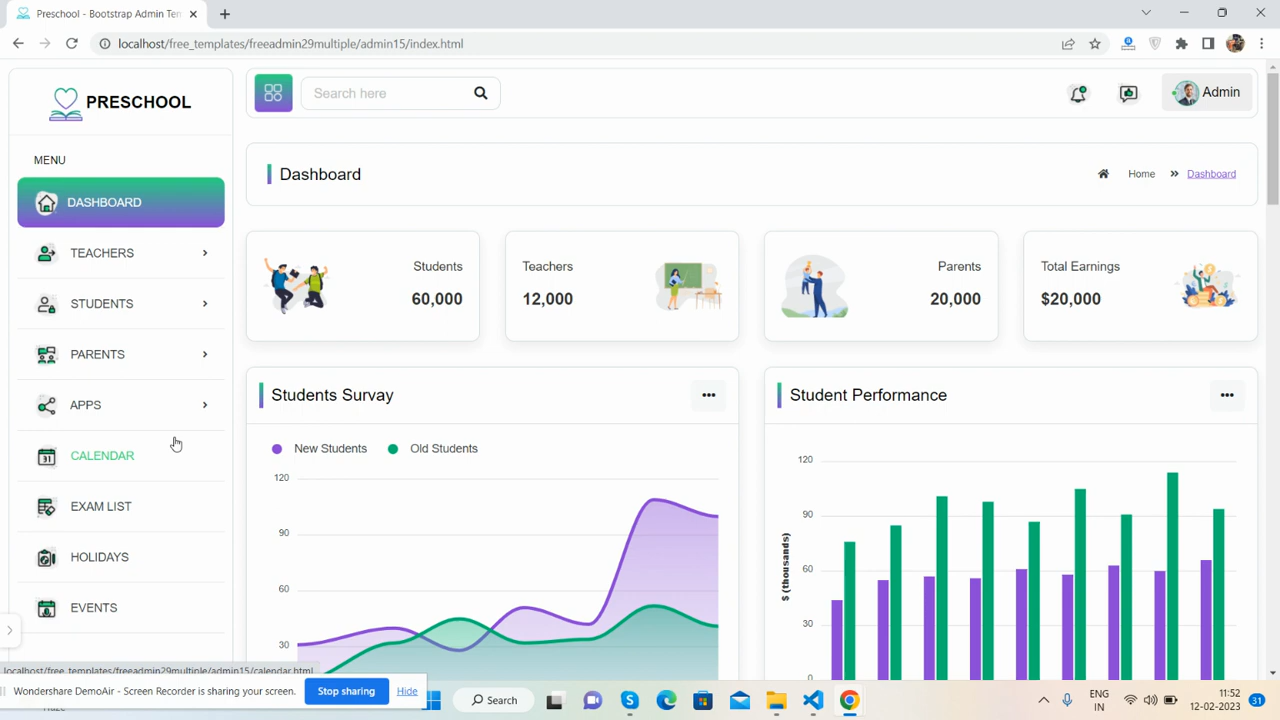 Preschool - Bootstrap Admin Tem
localhost/free_templates/freeadmin29multiple/admin15/index.html
PRESCHOOL
Search here
Admin
MENU
DASHBOARD
TEACHERS
STUDENTS
PARENTS
APPS
CALENDAR
31
EXAM LIST
HOLIDAYS
EVENTS
Dashboard
Home » Dashboard
Students
60,000
Teachers
12,000
Parents
20,000
Total Earnings
$20,000
Students Survay
New Students
Old Students
120
90
60
30
Student Performance
$ (thousands)
120
90
60
30
localhost/free_templates/freeadmin29multiple/admin15/calendar.html
Wondershare DemoAir - Screen Recorder is sharing your screen.
Stop sharing
Hide
Haze
Search
ENG
IN
11:52
12-02-2023
31